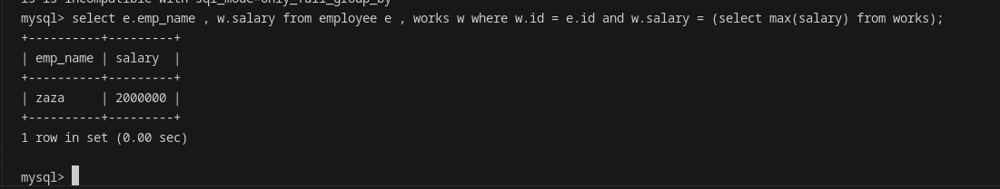 is is incompatible with sql_mode=only_full_group_by
mysql> select e.emp_name , w.salary from employee e , works w where w.id = e.id and w.salary = (select max(salary) from works);
+----------+---------+
| emp_name | salary  |
+----------+---------+
| zaza     | 2000000 |
+----------+---------+
1 row in set (0.00 sec)
mysql>